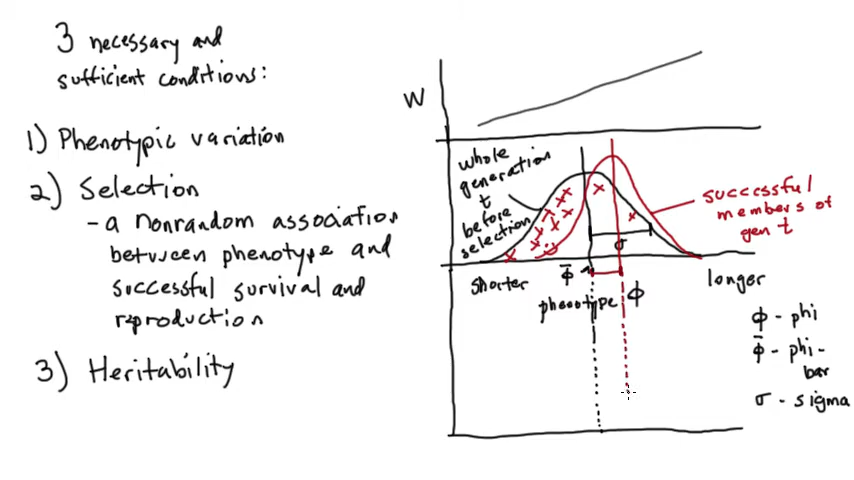 3 necessary and
sufficient conditions:
1) Phenotypic variation
2) Selection
- a nonrandom association
between phenotype and
successful survival and
reproduction
3) Heritability
W
whole
generation
t
before
selection
successful
members of
gen t
σ
shorter
ϕ̄
longer
phenotype ϕ
ϕ - phi
ϕ̄ - phi-
bar
σ - sigma